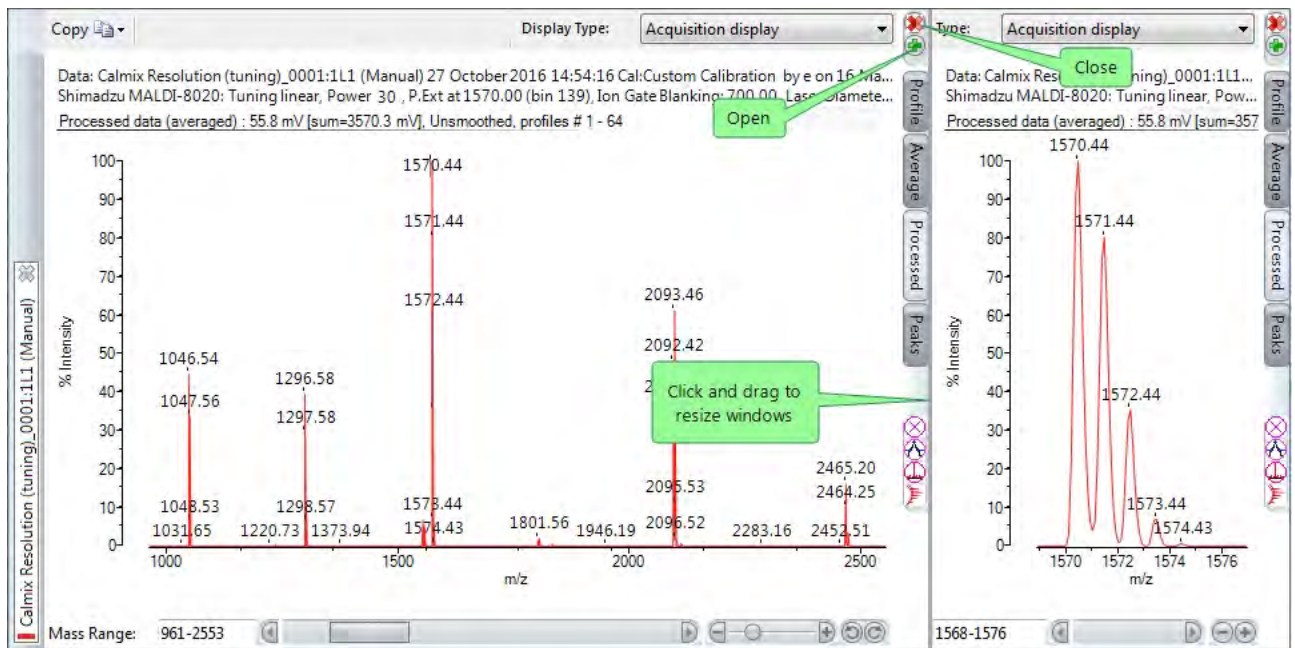 Copy
Display Type:
Acquisition display
Data: Calmix Resolution (tuning)_0001:1L1 (Manual) 27 October 2016 14:54:16 Cal:Custom Calibration by e on 16 Ma...
Shimadzu MALDI-8020: Tuning linear, Power 30 , P.Ext at 1570.00 (bin 139), Ion Gate Blanking: 700.00, Laser Diamete...
Processed data (averaged) : 55.8 mV [sum=3570.3 mV], Unsmoothed, profiles # 1 - 64
Open
Close
Click and drag to
resize windows
Profile
Average
Processed
Peaks
Calmix Resolution (tuning)_0001:1L1 (Manual)
% Intensity
100
90
80
70
60
50
40
30
20
10
0
1570.44
1571.44
1572.44
2093.46
2092.42
1046.54
1047.56
1296.58
1297.58
2465.20
2464.25
1048.53
1298.57
1573.44
2095.53
1031.65
1220.73
1373.94
1574.43
1801.56
1946.19
2096.52
2283.16
2452.51
1000
1500
2000
2500
m/z
Mass Range:
961-2553
Type:
Acquisition display
Data: Calmix Res
ning)_0001:1L1...
Shimadzu MALDI-8020: Tuning linear, Pow...
Processed data (averaged) : 55.8 mV [sum=357
Profile
Average
Processed
Peaks
% Intensity
100
90
80
70
60
50
40
30
20
10
0
1570.44
1571.44
1572.44
1573.44
1574.43
1570
1572
1574
1576
m/z
1568-1576